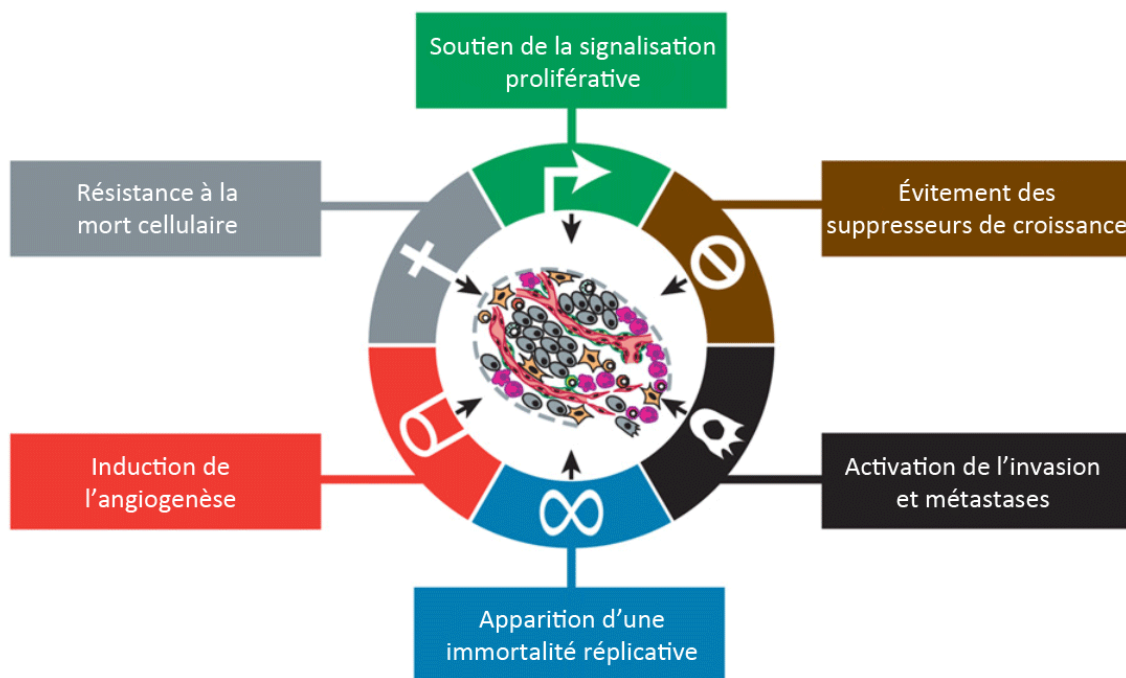 Soutien de la signalisation
proliférative
Résistance à la
mort cellulaire
Évitement des
suppresseurs de croissance
Induction de
l’angiogenèse
Activation de l’invasion
et métastases
Apparition d’une
immortalité réplicative